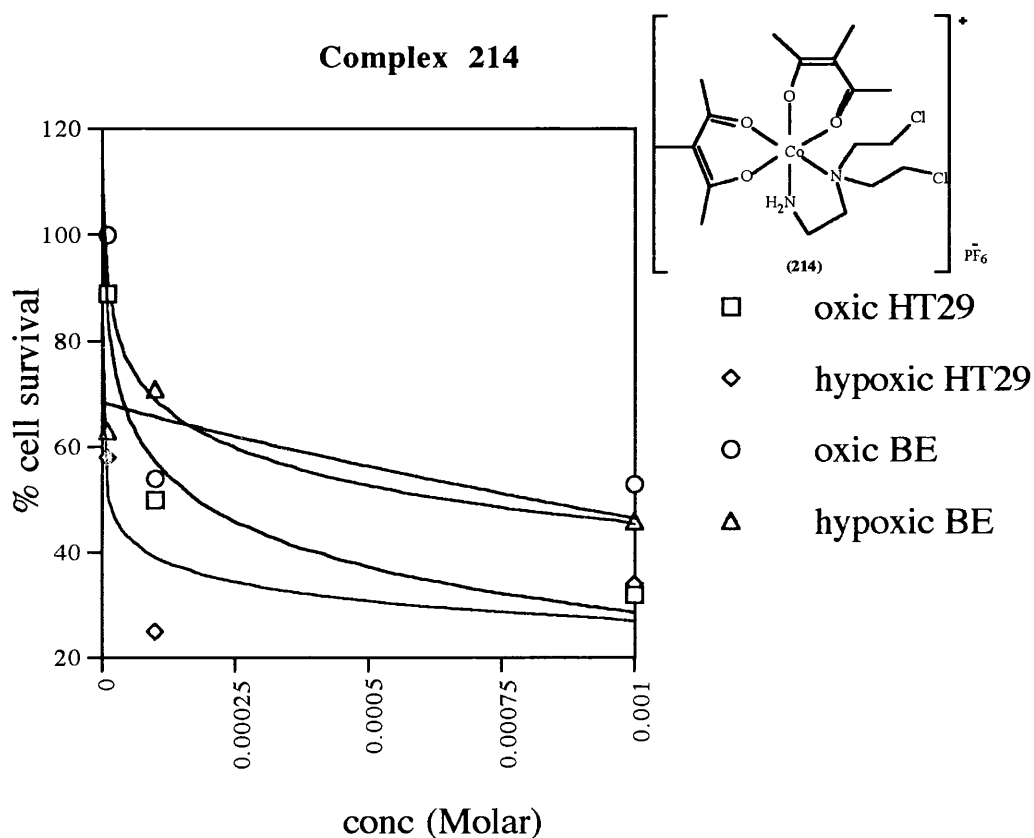 Complex 214
120
100
80
60
40
20
% cell survival
0
0.00025
0.0005
0.00075
0.001
conc (Molar)
+
O
O
O
O
Co
N
H₂N
Cl
Cl
(214)
PF₆⁻
oxic HT29
hypoxic HT29
oxic BE
hypoxic BE